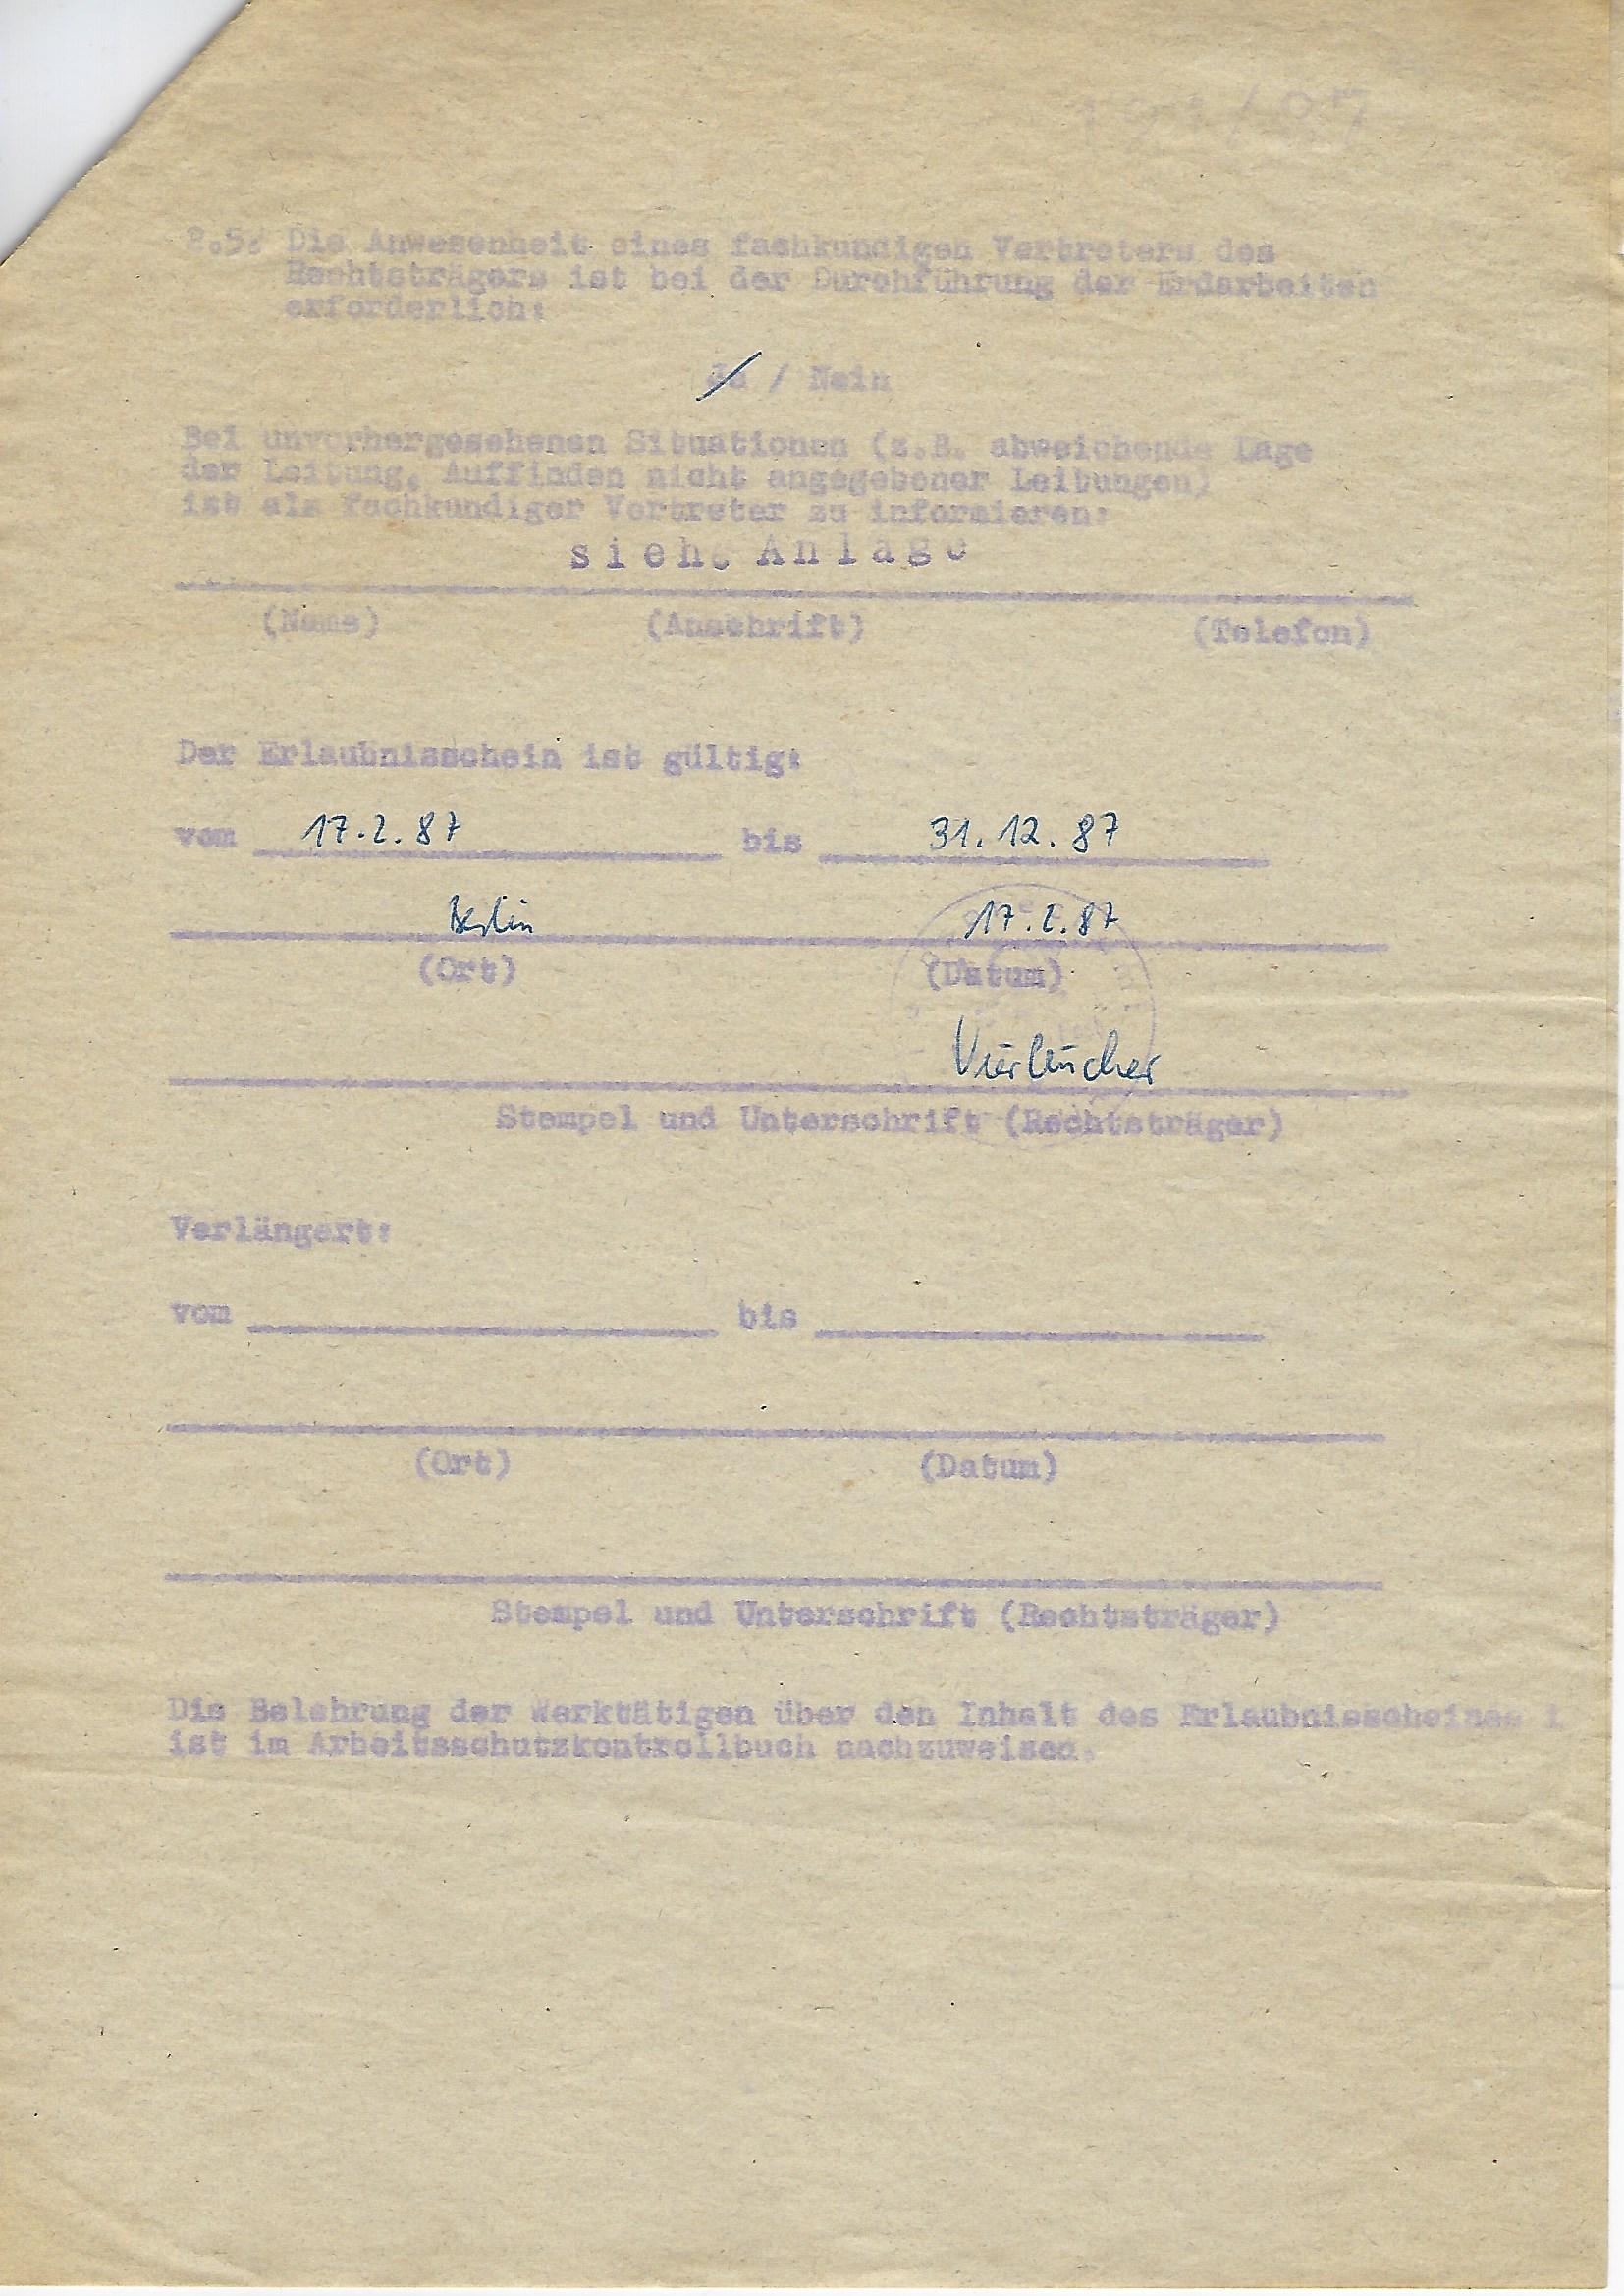 2.5. Die Anwesenheit eines fachkundigen Vertreters des
Rechtsträgers ist bei der Durchführung der Erdarbeiten
erforderlich:
Ja / Nein
Bei unvorhergesehenen Situationen (z.B. abweichende Lage
der Leitung, Auffinden nicht angegebener Leitungen)
ist als fachkundiger Vertreter zu informieren:
siehe Anlage
(Name) (Anschrift) (Telefon)
Der Erlaubnisschein ist gültig:
vom 17.2.87 bis 31.12.87
Berlin 17.2.87
(Ort) (Datum)
Vierbücher
Stempel und Unterschrift (Rechtsträger)
Verlängert:
vom bis
(Ort) (Datum)
Stempel und Unterschrift (Rechtsträger)
Die Belehrung der Werktätigen über den Inhalt des Erlaubnisscheines i
ist im Arbeitsschutzkontrollbuch nachzuweisen.